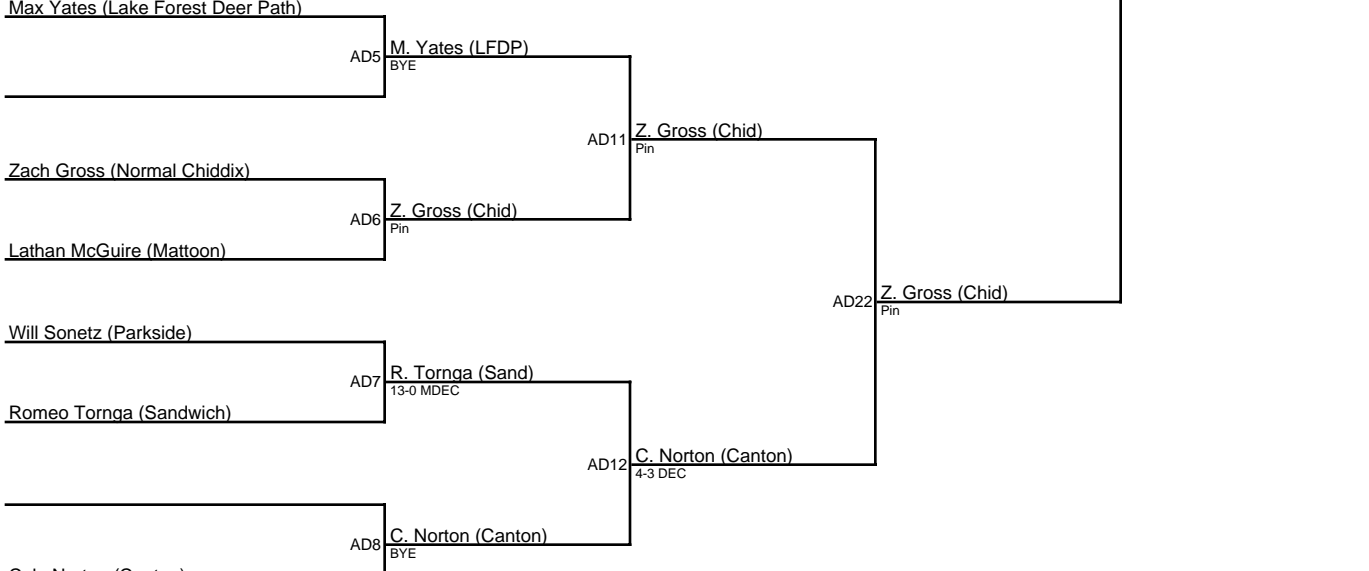 Max Yates (Lake Forest Deer Path)
AD5
M. Yates (LFDP)
BYE
AD11
Z. Gross (Chid)
Pin
Zach Gross (Normal Chiddix)
AD6
Z. Gross (Chid)
Pin
Lathan McGuire (Mattoon)
AD22
Z. Gross (Chid)
Pin
Will Sonetz (Parkside)
AD7
R. Tornga (Sand)
13-0 MDEC
Romeo Tornga (Sandwich)
AD12
C. Norton (Canton)
4-3 DEC
AD8
C. Norton (Canton)
BYE